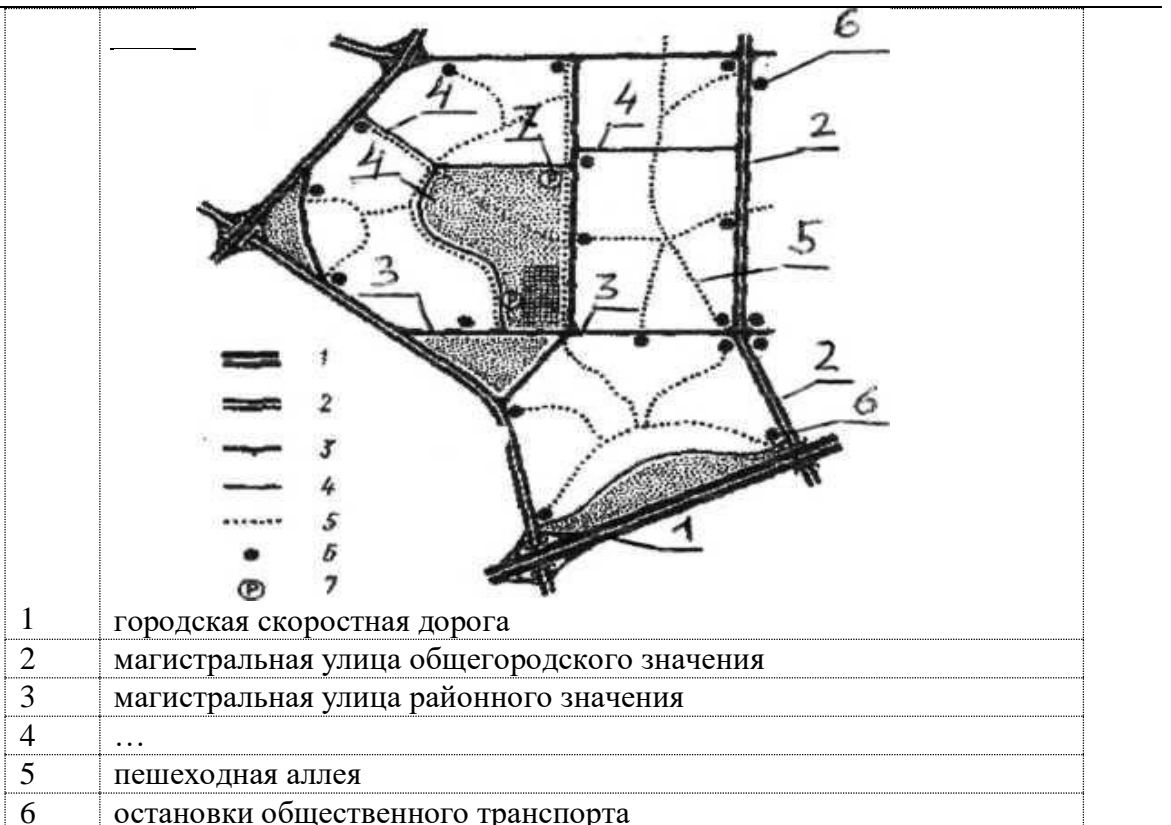 6
4
4
7
2
P
4
5
3
3
P
1
2
2
3
6
4
5
1
6
P 7
1 городская скоростная дорога
2 магистральная улица общегородского значения
3 магистральная улица районного значения
4 …
5 пешеходная аллея
6 остановки общественного транспорта